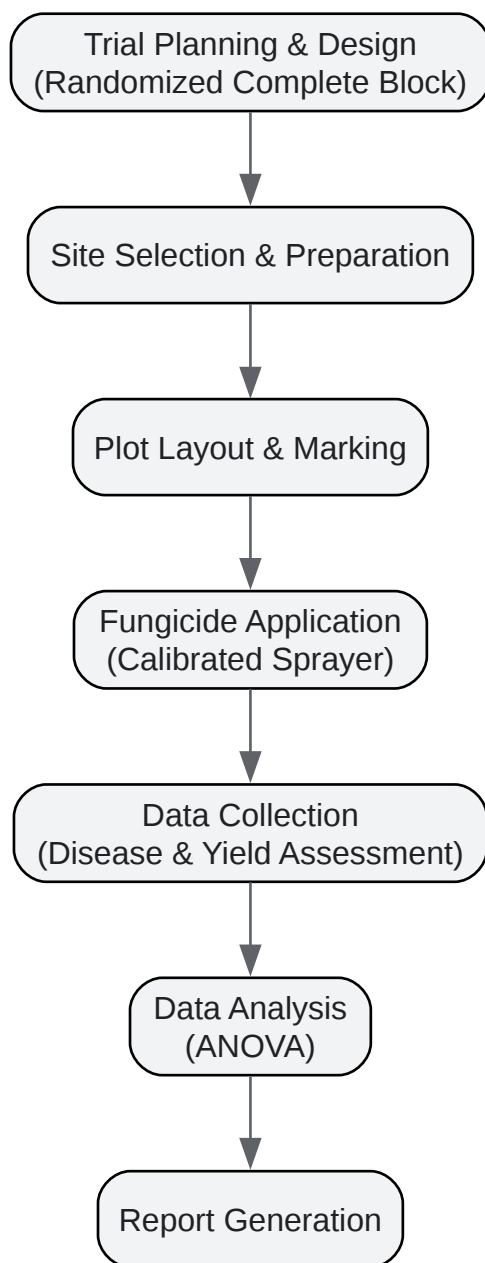 Trial Planning & Design
(Randomized Complete Block)
Site Selection & Preparation
Plot Layout & Marking
Fungicide Application
(Calibrated Sprayer)
Data Collection
(Disease & Yield Assessment)
Data Analysis
(ANOVA)
Report Generation